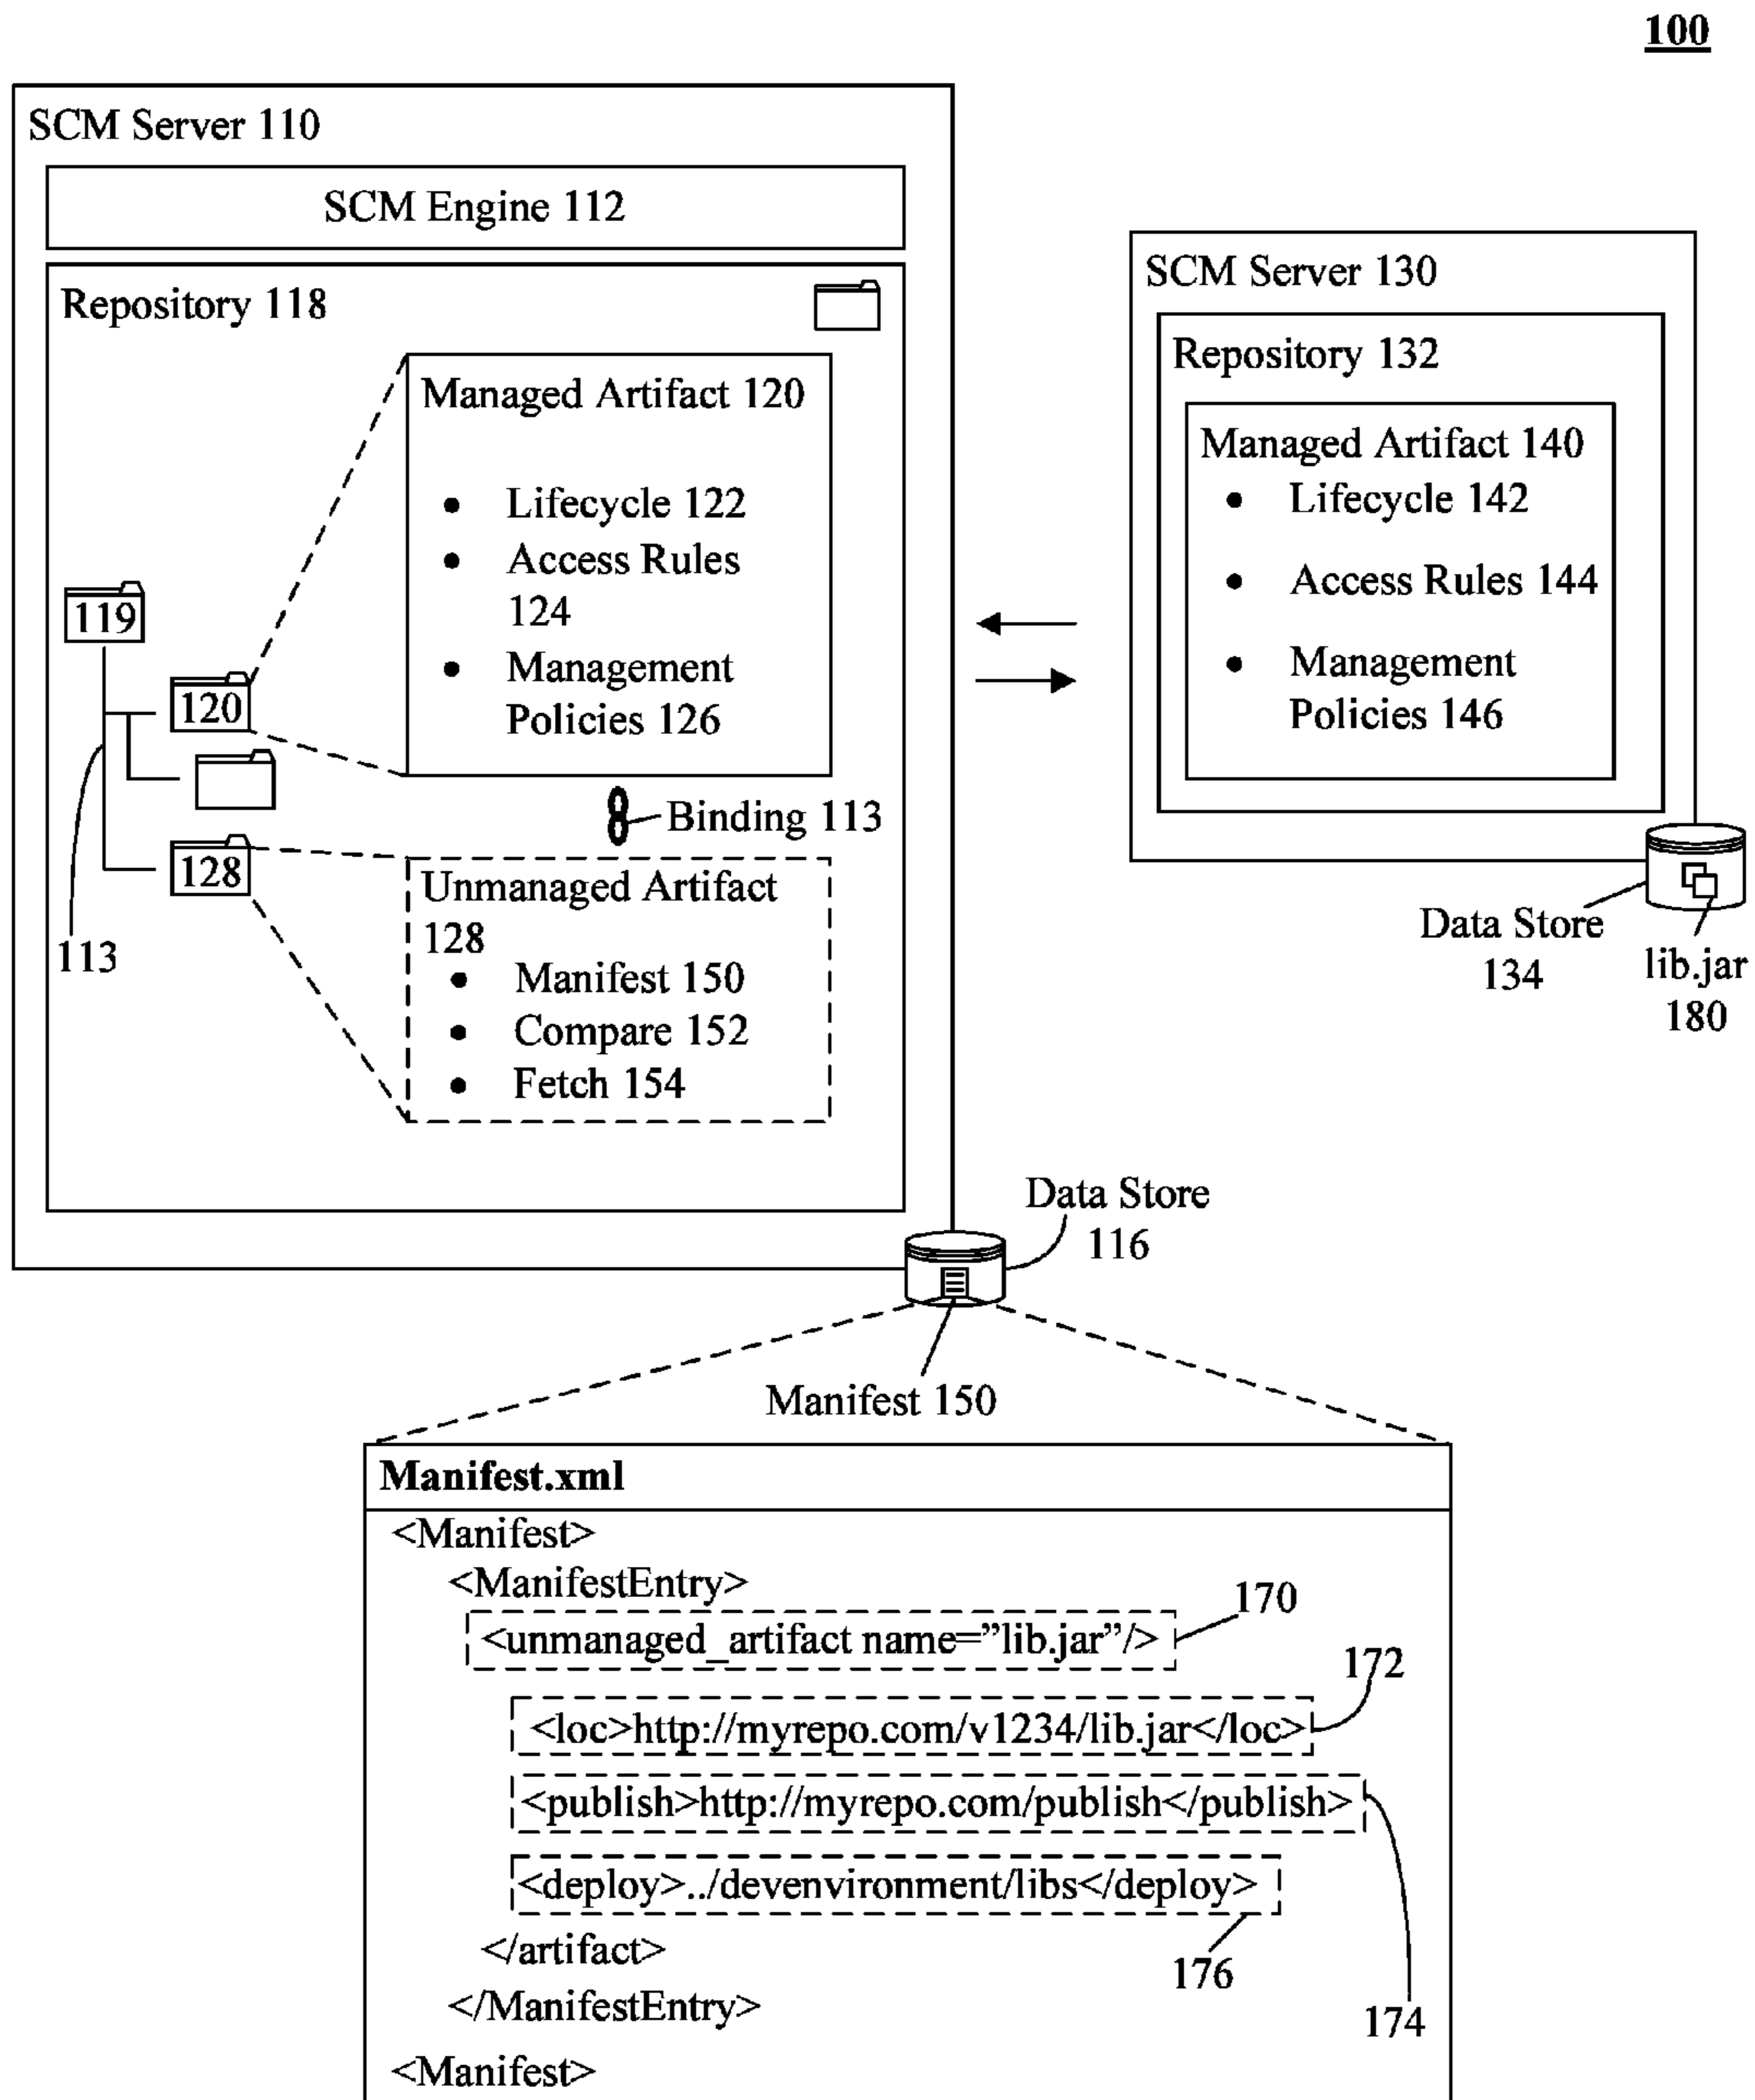 100
SCM Server 110
SCM Engine 112
Repository 118
Managed Artifact 120
• Lifecycle 122
• Access Rules
124
• Management
Policies 126
119
120
128
113
Binding 113
Unmanaged Artifact
128
• Manifest 150
• Compare 152
• Fetch 154
SCM Server 130
Repository 132
Managed Artifact 140
• Lifecycle 142
• Access Rules 144
• Management
Policies 146
Data Store
134
lib.jar
180
Data Store
116
Manifest 150
Manifest.xml
<Manifest>
<ManifestEntry>
170
<unmanaged_artifact name=”lib.jar”/>
172
<loc>http://myrepo.com/v1234/lib.jar</loc>
<publish>http://myrepo.com/publish</publish>
<deploy>../devenvironment/libs</deploy>
</artifact>
176
</ManifestEntry>
174
<Manifest>